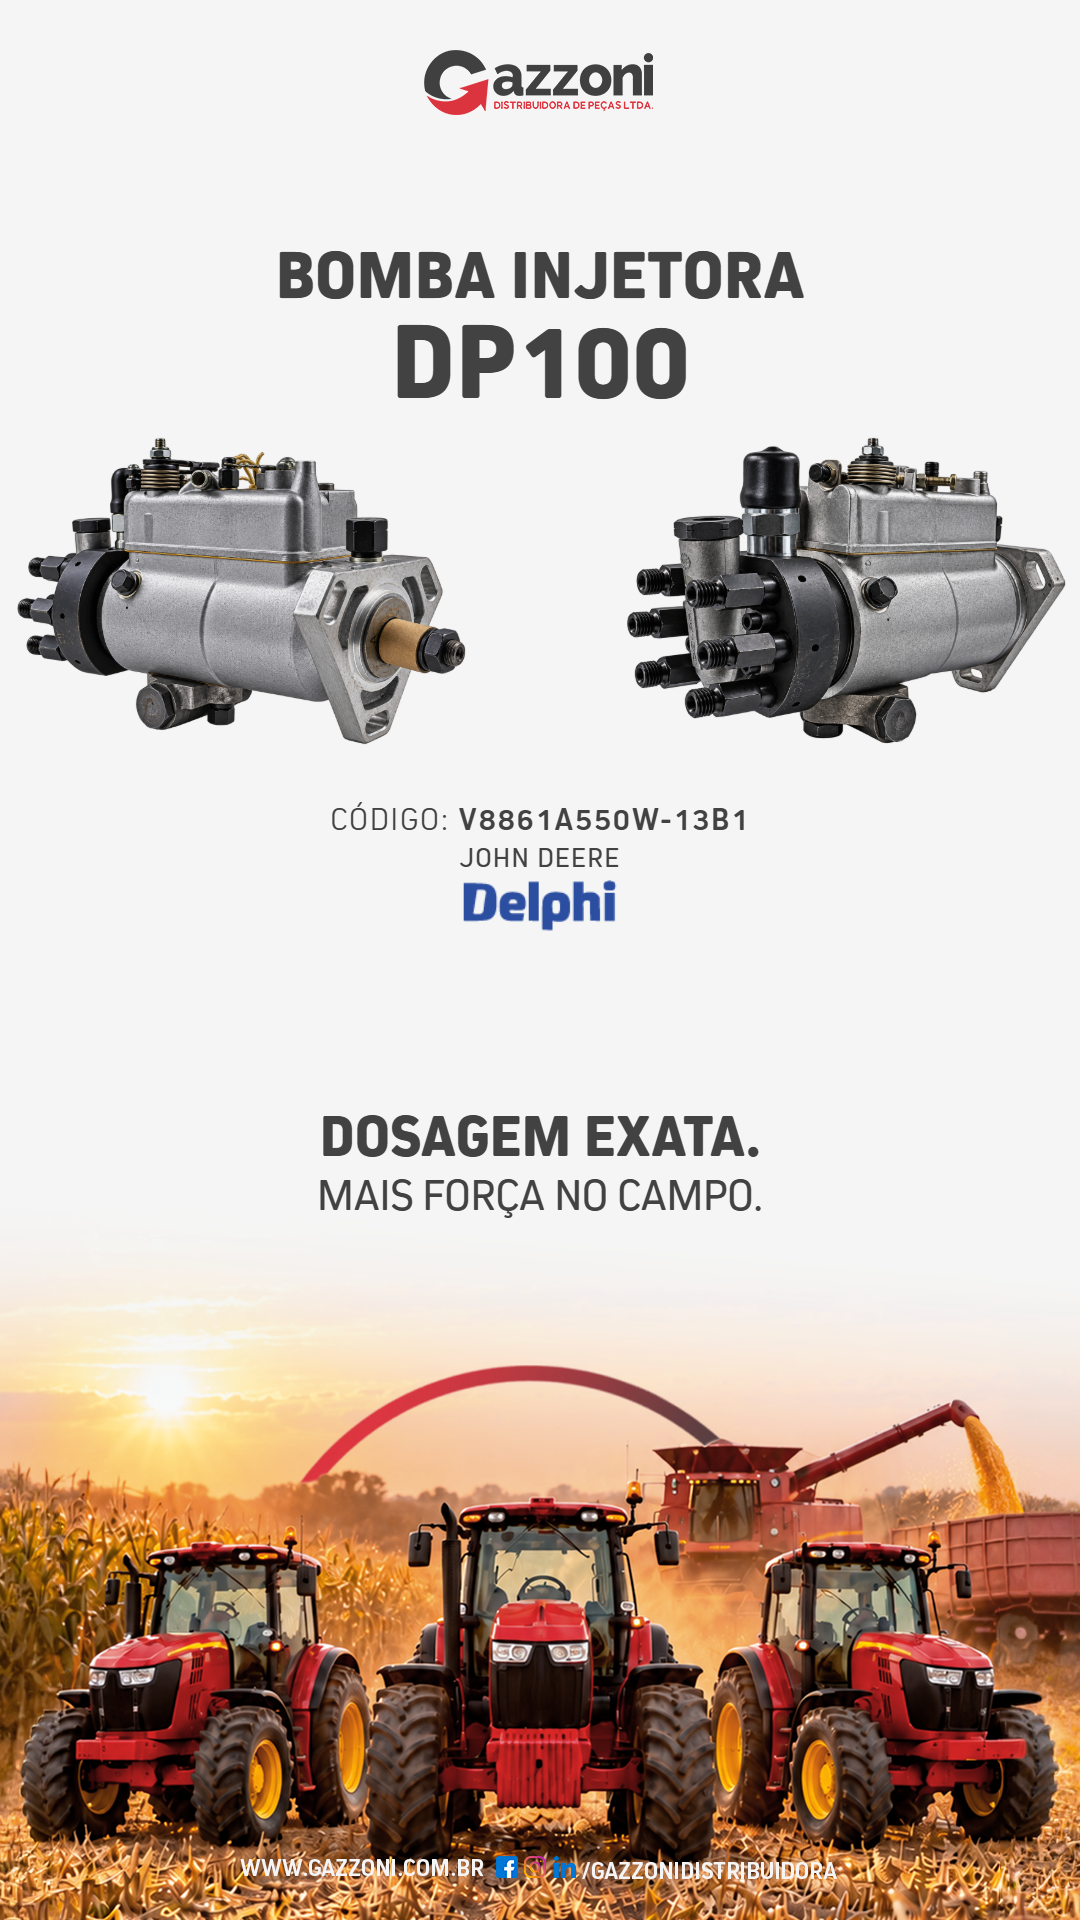 Gazzoni
DISTRIBUIDORA DE PEÇAS LTDA.
BOMBA INJETORA
DP100
CÓDIGO: V8861A550W-13B1
JOHN DEERE
Delphi
DOSAGEM EXATA.
MAIS FORÇA NO CAMPO.
WWW.GAZZONI.COM.BR /GAZZONIDISTRIBUIDORA